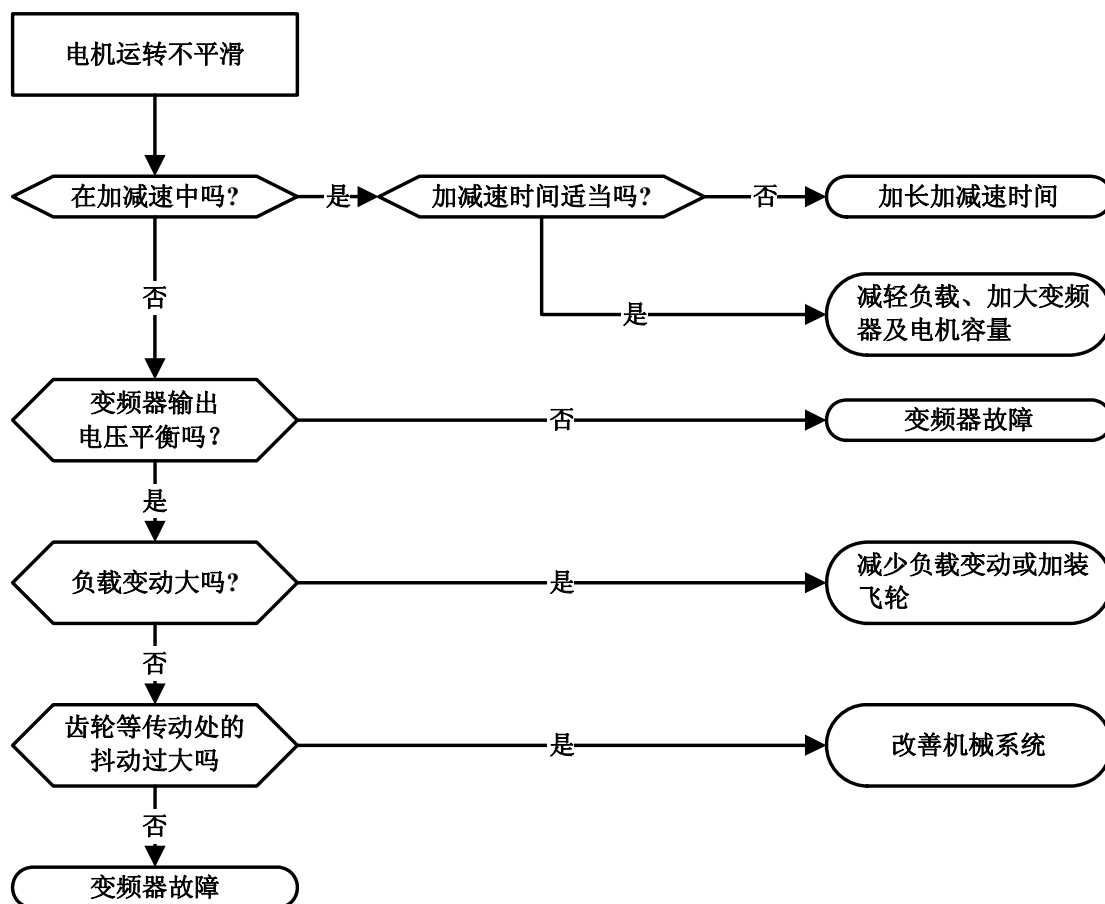 电机运转不平滑
在加减速中吗?
是
加减速时间适当吗?
否
加长加减速时间
否
是
减轻负载、加大变频
器及电机容量
变频器输出
电压平衡吗？
否
变频器故障
是
负载变动大吗?
是
减少负载变动或加装
飞轮
否
齿轮等传动处的
抖动过大吗
是
改善机械系统
否
变频器故障